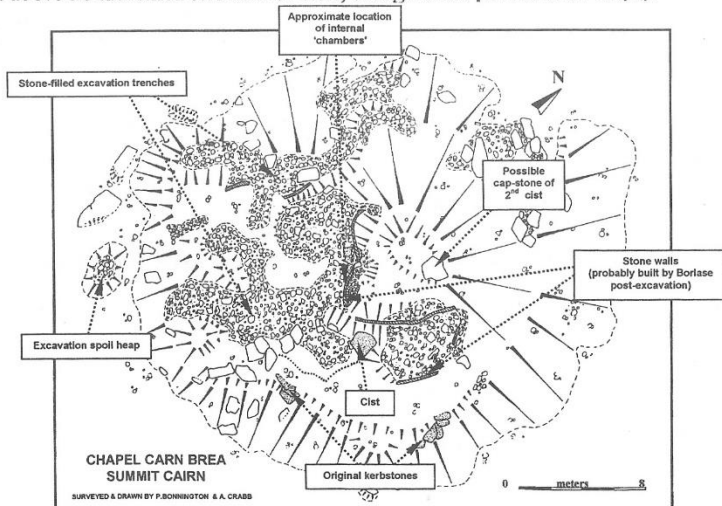 Approximate location
of internal
'chambers'
Stone-filled excavation trenches
N
Possible
cap-stone of
2nd cist
Stone walls
(probably built by Borlase
post-excavation)
Excavation spoil heap
Cist
CHAPEL CARN BREA
SUMMIT CAIRN
Original kerbstones
SURVEYED & DRAWN BY P.BONNINGTON & A. CRABB
0 meters 8